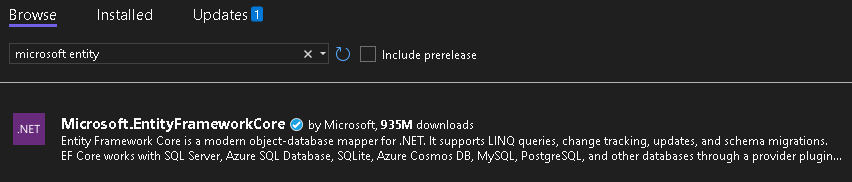 Browse Installed Updates 1
microsoft entity Include prerelease
.NET Microsoft.EntityFrameworkCore by Microsoft, 935M downloads
Entity Framework Core is a modern object-database mapper for .NET. It supports LINQ queries, change tracking, updates, and schema migrations.
EF Core works with SQL Server, Azure SQL Database, SQLite, Azure Cosmos DB, MySQL, PostgreSQL, and other databases through a provider plugin...